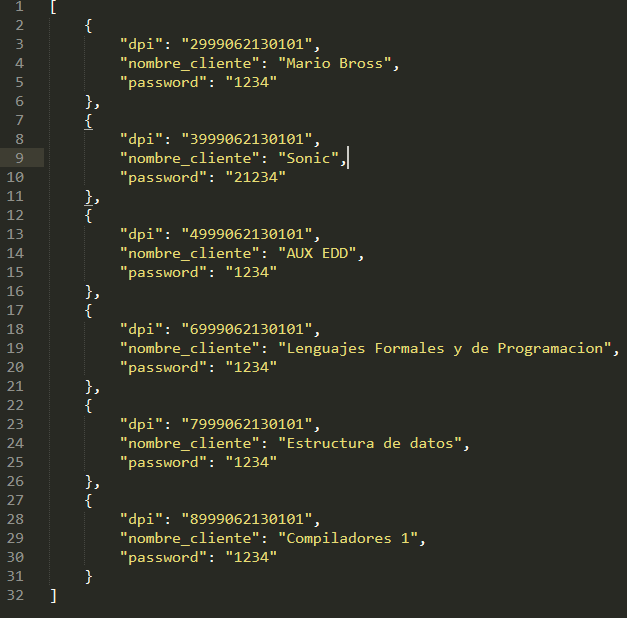 1 [
2 {
3 "dpi": "2999062130101",
4 "nombre_cliente": "Mario Bross",
5 "password": "1234"
6 },
7 {
8 "dpi": "3999062130101",
9 "nombre_cliente": "Sonic",
10 "password": "21234"
11 },
12 {
13 "dpi": "4999062130101",
14 "nombre_cliente": "AUX EDD",
15 "password": "1234"
16 },
17 {
18 "dpi": "6999062130101",
19 "nombre_cliente": "Lenguajes Formales y de Programacion",
20 "password": "1234"
21 },
22 {
23 "dpi": "7999062130101",
24 "nombre_cliente": "Estructura de datos",
25 "password": "1234"
26 },
27 {
28 "dpi": "8999062130101",
29 "nombre_cliente": "Compiladores 1",
30 "password": "1234"
31 }
32 ]